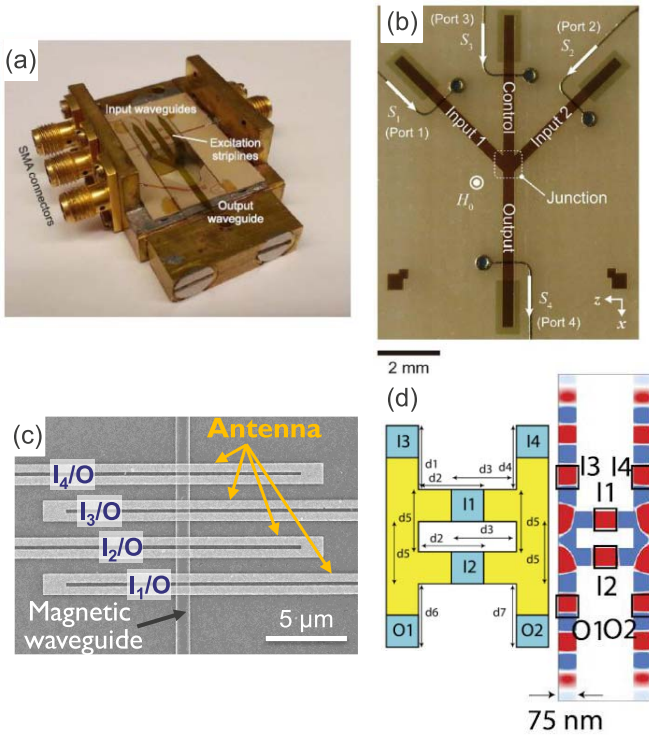 (a)
Input waveguides
Excitation
striplines
SMA connectors
Output
waveguide
(b)
(Port 3)
S3
(Port 2)
S2
S1
(Port 1)
Input 1
Control
Input 2
H0
Junction
Output
S4
(Port 4)
z
x
2 mm
(c)
Antenna
I4/O
I3/O
I2/O
I1/O
Magnetic
waveguide
5 μm
(d)
I3
I4
d1
d2
d3
d4
I1
d5
d5
d2
d3
d5
d5
I2
d6
d7
O1
O2
I3 I4
I1
I2
O1O2
75 nm